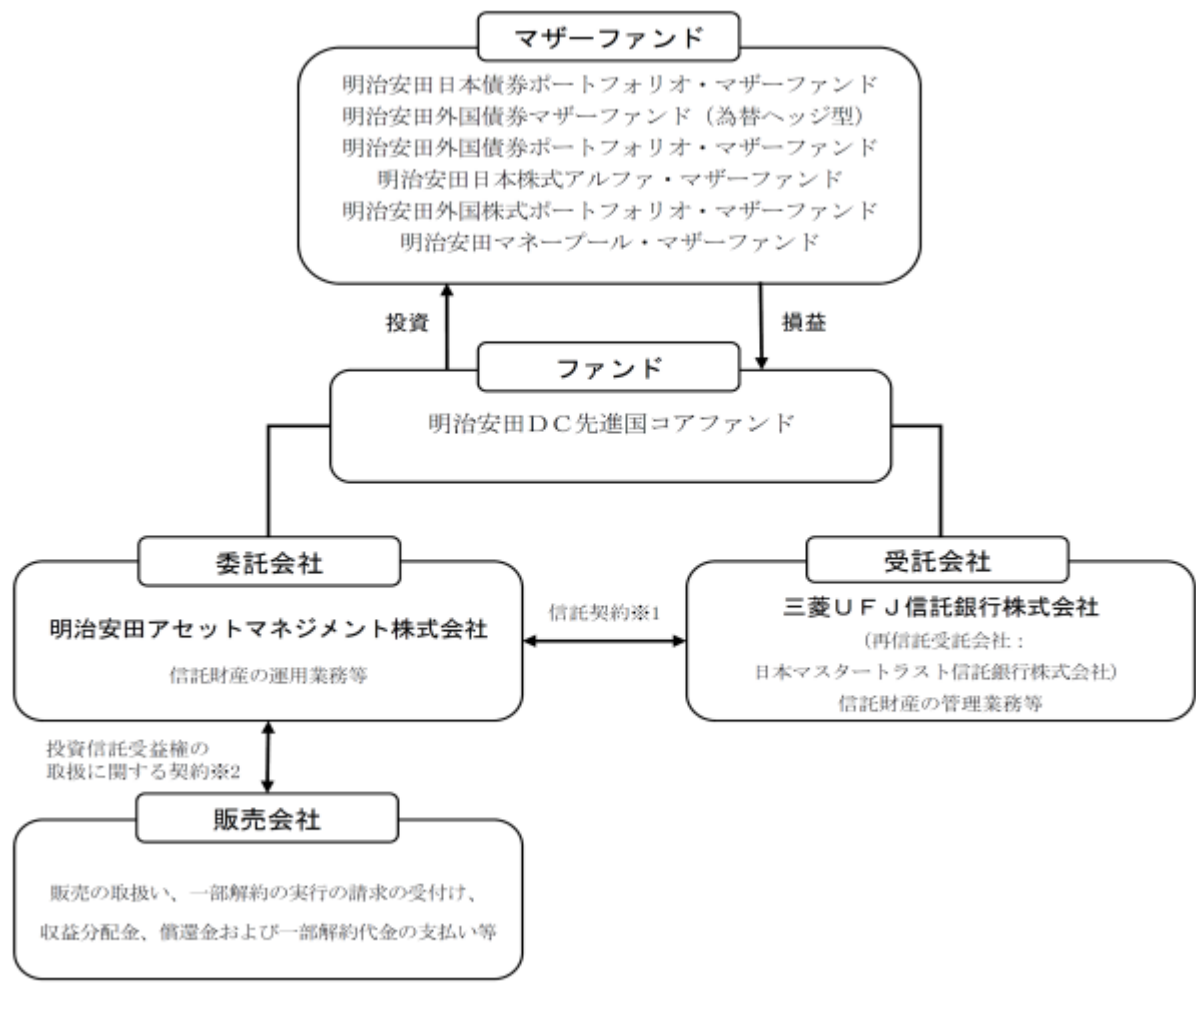 マザーファンド
明治安田日本債券ポートフォリオ・マザーファンド
明治安田外国債券マザーファンド（為替ヘッジ型）
明治安田外国債券ポートフォリオ・マザーファンド
明治安田日本株式アルファ・マザーファンド
明治安田外国株式ポートフォリオ・マザーファンド
明治安田マネープール・マザーファンド
投資
損益
ファンド
明治安田ＤＣ先進国コアファンド
委託会社
明治安田アセットマネジメント株式会社
信託財産の運用業務等
信託契約※1
受託会社
三菱ＵＦＪ信託銀行株式会社
（再信託受託会社：
日本マスタートラスト信託銀行株式会社）
信託財産の管理業務等
投資信託受益権の
取扱に関する契約※2
販売会社
販売の取扱い、一部解約の実行の請求の受付け、
収益分配金、償還金および一部解約代金の支払い等